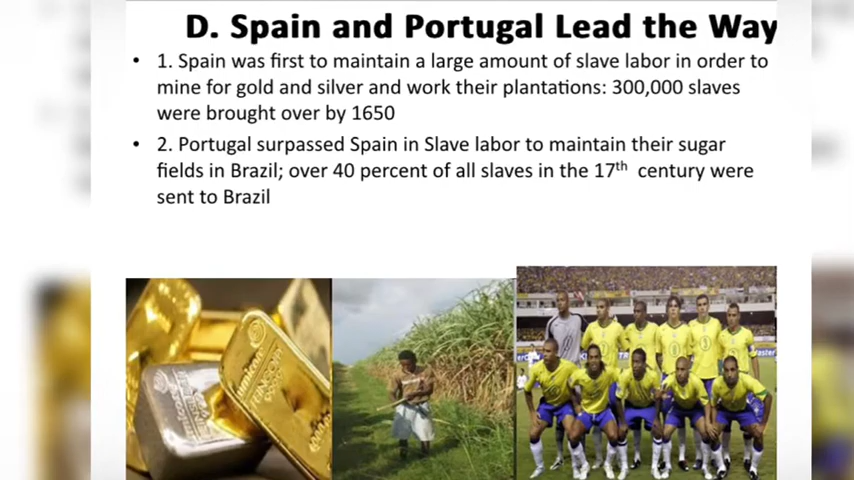 D. Spain and Portugal Lead the Way
• 1. Spain was first to maintain a large amount of slave labor in order to
mine for gold and silver and work their plantations: 300,000 slaves
were brought over by 1650
• 2. Portugal surpassed Spain in Slave labor to maintain their sugar
fields in Brazil; over 40 percent of all slaves in the 17th century were
sent to Brazil
umicore